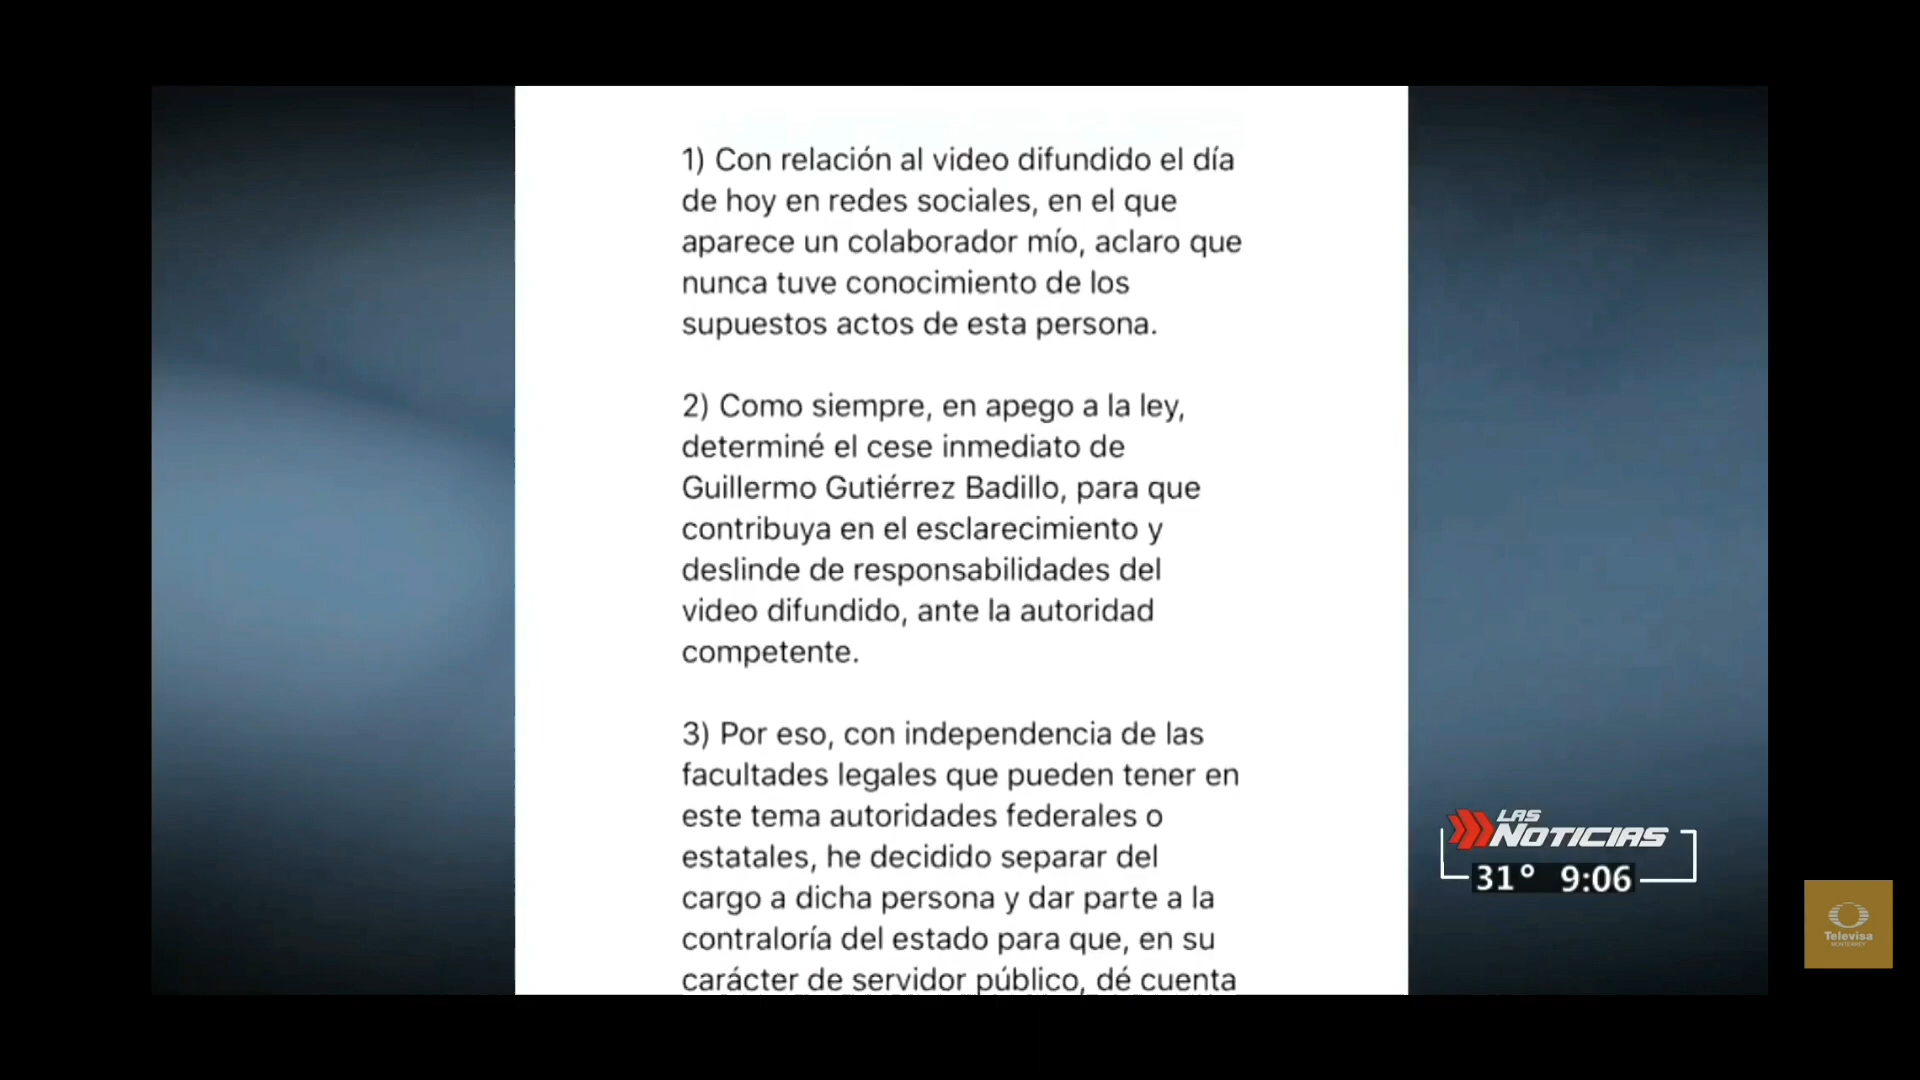 1) Con relación al video difundido el día
de hoy en redes sociales, en el que
aparece un colaborador mío, aclaro que
nunca tuve conocimiento de los
supuestos actos de esta persona.
2) Como siempre, en apego a la ley,
determiné el cese inmediato de
Guillermo Gutiérrez Badillo, para que
contribuya en el esclarecimiento y
deslinde de responsabilidades del
video difundido, ante la autoridad
competente.
3) Por eso, con independencia de las
facultades legales que pueden tener en
este tema autoridades federales o
estatales, he decidido separar del
cargo a dicha persona y dar parte a la
contraloría del estado para que, en su
carácter de servidor público, dé cuenta
LAS
NOTICIAS
31° 9:06
Televisa
MONTERREY